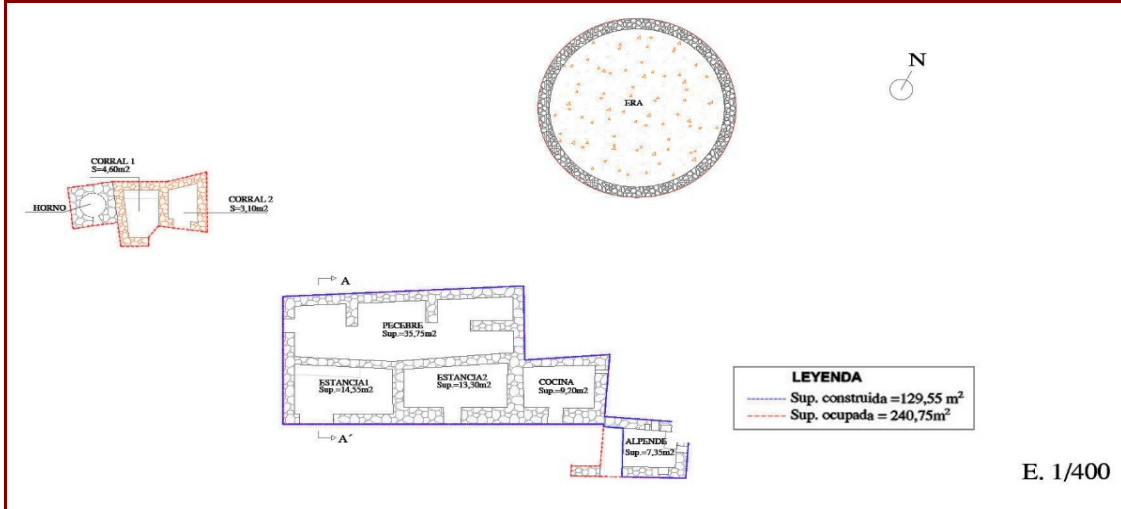 N
ERA
CORRAL 1
S=4,60m2
HORNO
CORRAL 2
S=3,10m2
A
PECEBRE
Sup.=35,75m2
ESTANCIA1
Sup.=14,55m2
ESTANCIA2
Sup.=13,30m2
COCINA
Sup.=9,20m2
A´
ALPENDE
Sup.=7,35m2
LEYENDA
Sup. construida =129,55 m²
Sup. ocupada = 240,75m²
E. 1/400